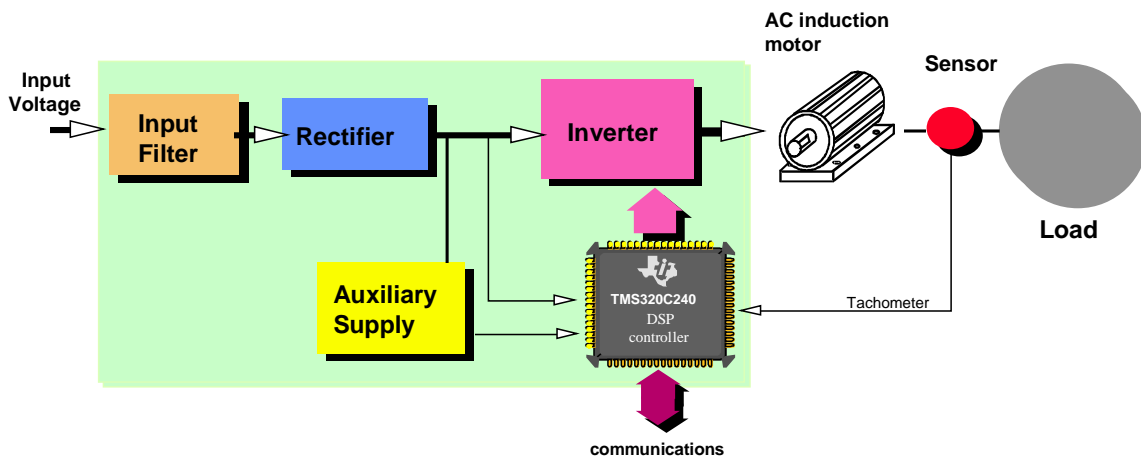 AC induction
motor
Sensor
Input
Voltage
Input
Filter
Rectifier
Inverter
Load
Auxiliary
Supply
TMS320C240
DSP
controller
Tachometer
communications